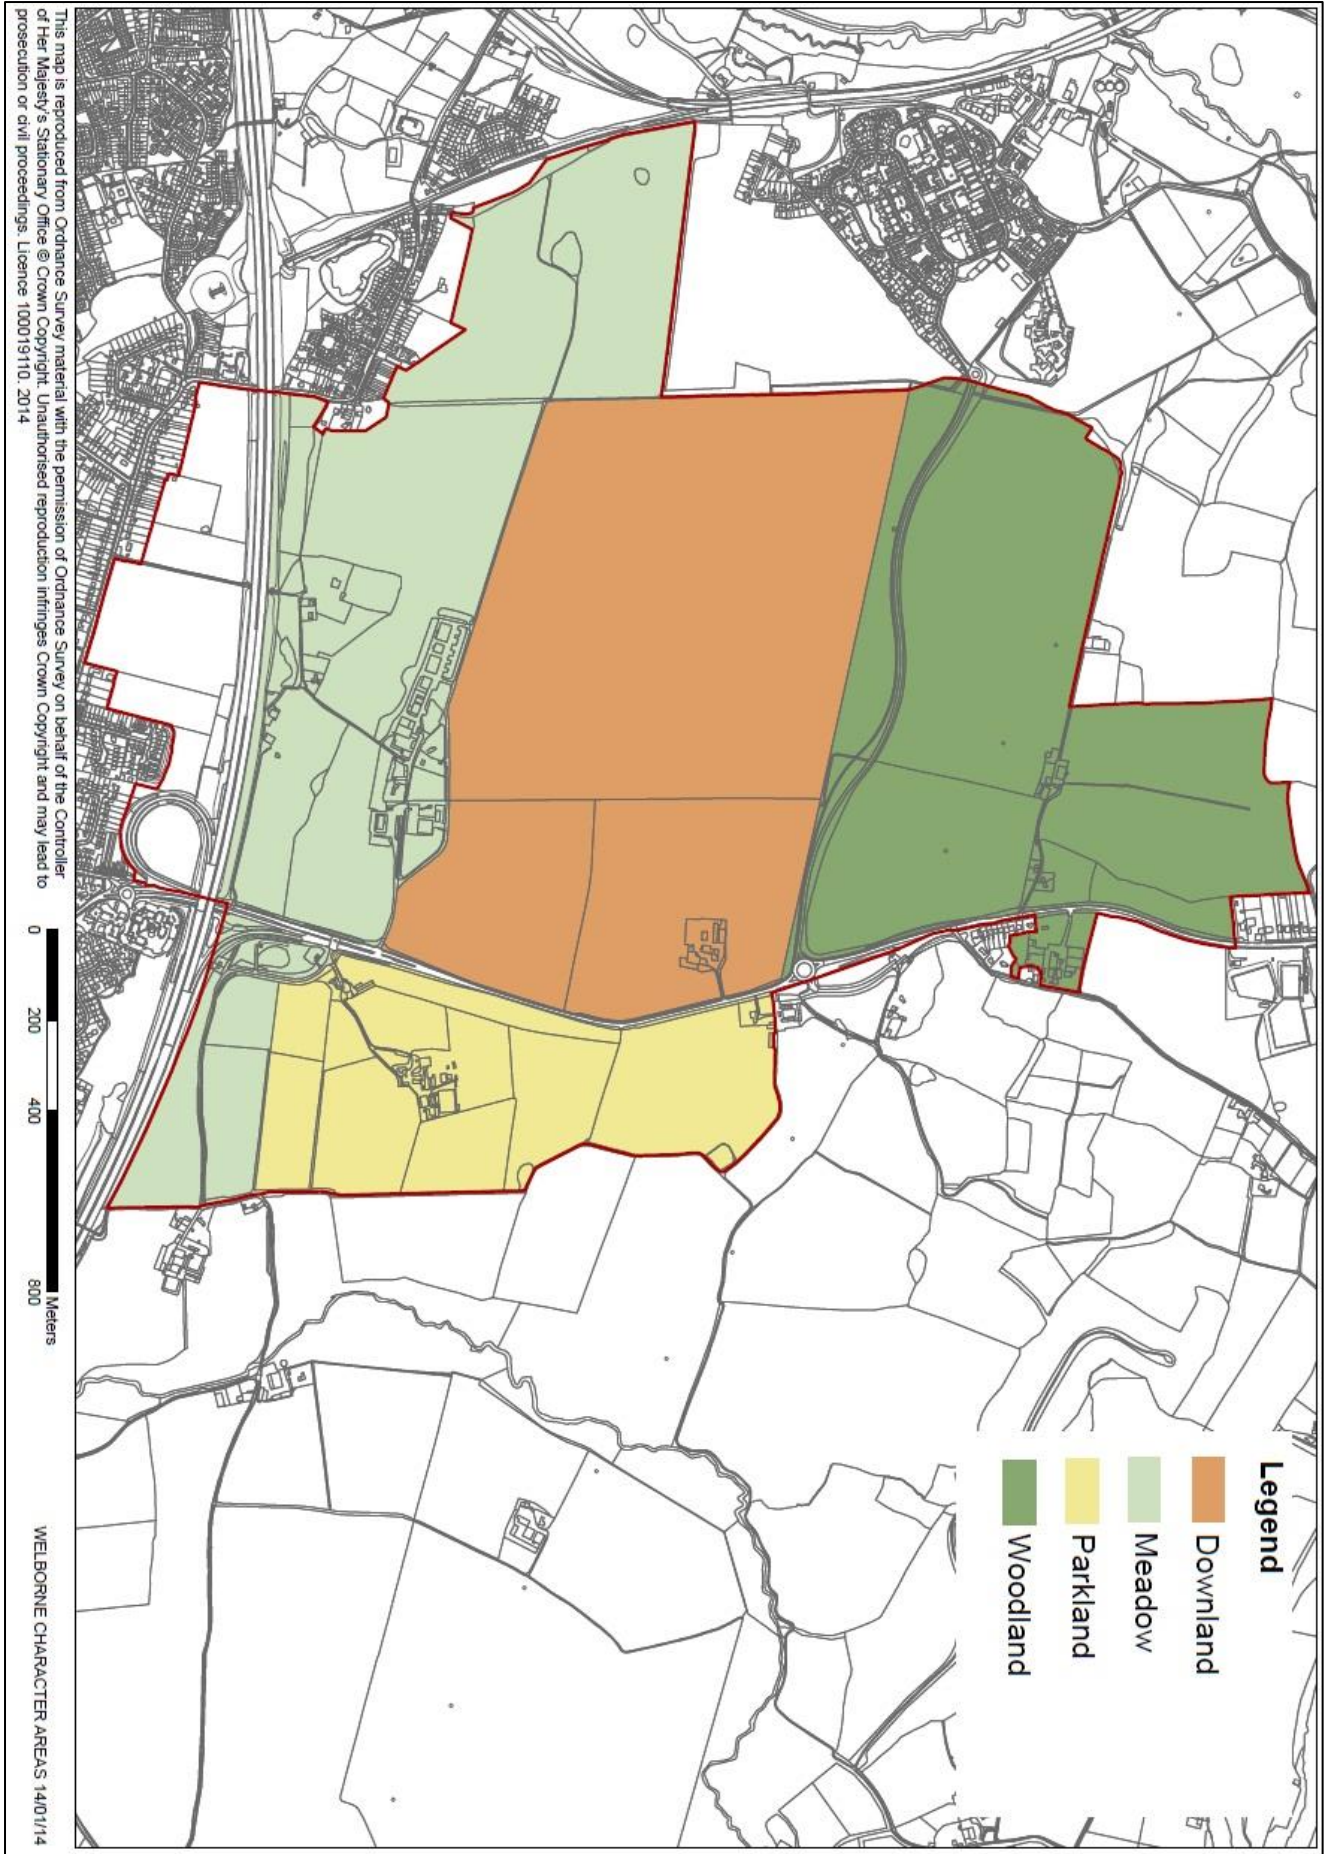 Legend
Downland
Meadow
Parkland
Woodland
This map is reproduced from Ordnance Survey material with the permission of Ordnance Survey on behalf of the Controller
of Her Majesty's Stationary Office © Crown Copyright. Unauthorised reproduction infringes Crown Copyright and may lead to
prosecution or civil proceedings. Licence 100019110. 2014
0 200 400 800
Meters
WELBORNE CHARACTER AREAS 14/01/14